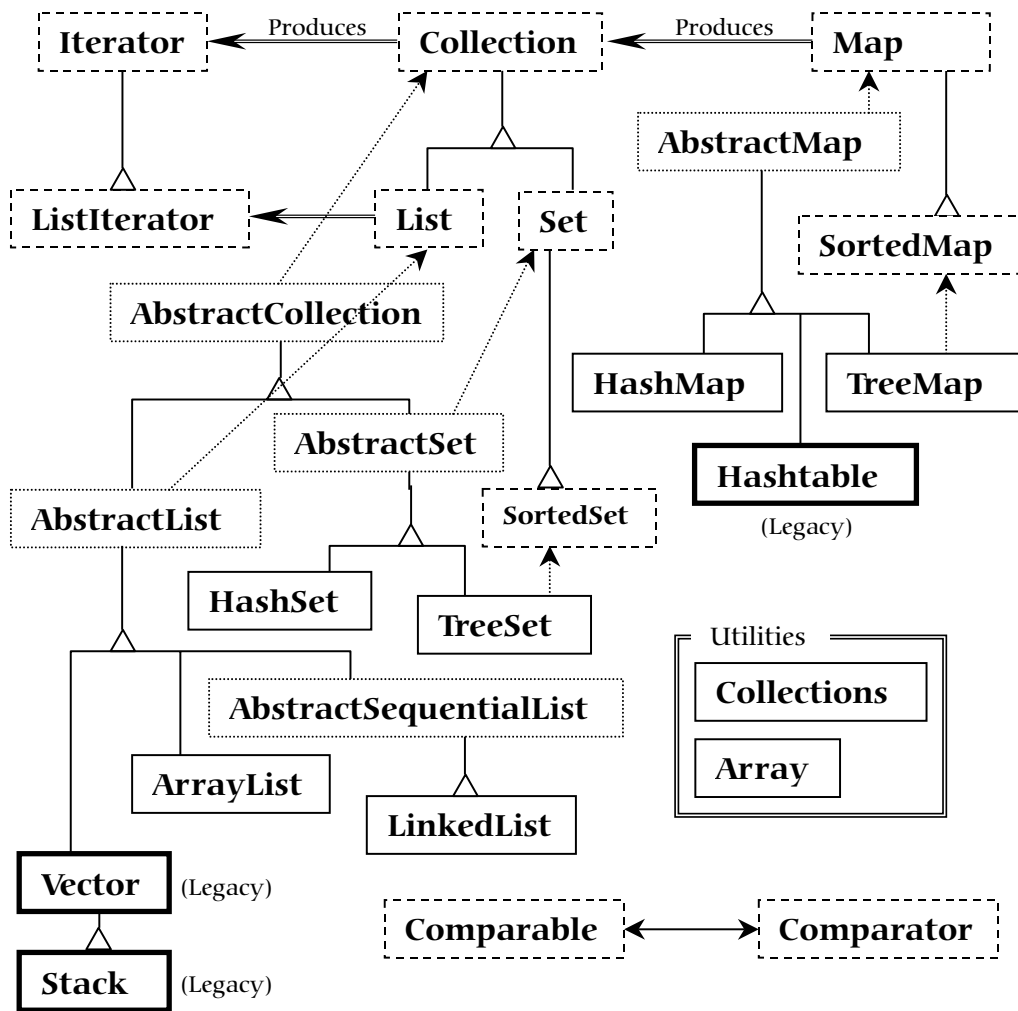 Iterator
Produces
Collection
Produces
Map
AbstractMap
ListIterator
List
Set
SortedMap
AbstractCollection
HashMap
TreeMap
AbstractSet
Hashtable
(Legacy)
AbstractList
SortedSet
HashSet
TreeSet
Utilities
Collections
AbstractSequentialList
Array
ArrayList
LinkedList
Vector
(Legacy)
Comparable
Comparator
Stack
(Legacy)